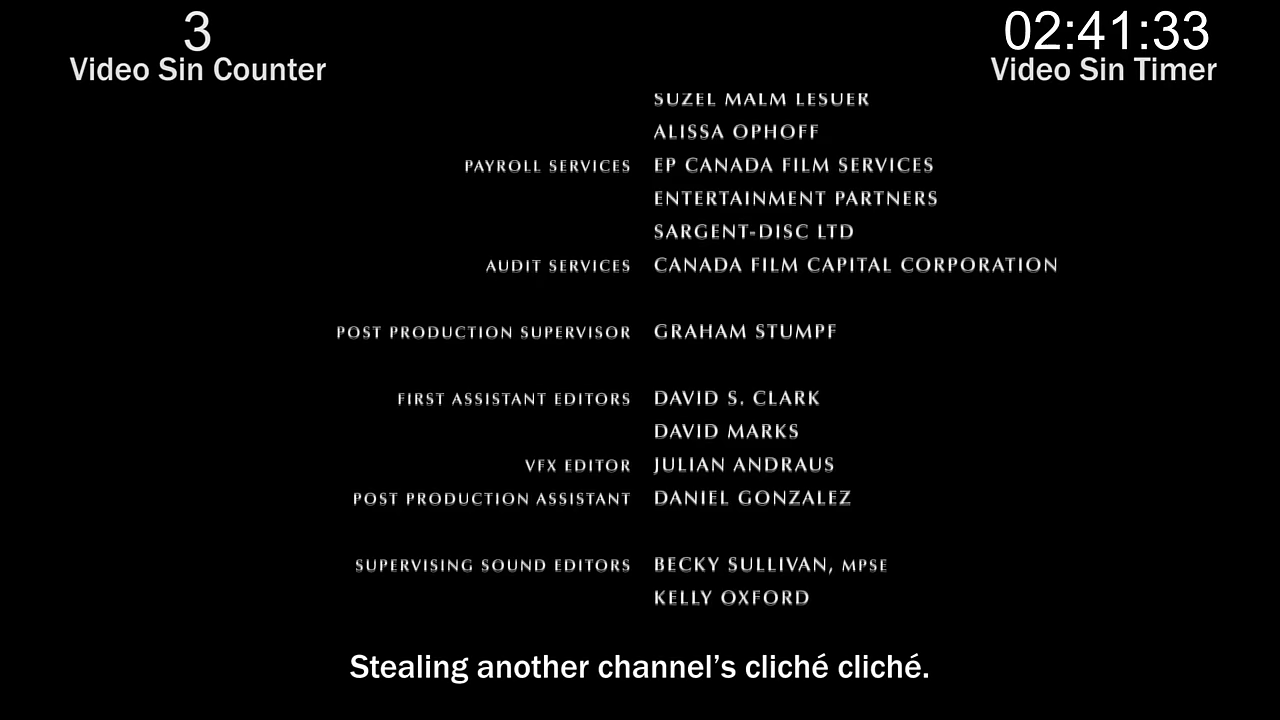 3
Video Sin Counter
02:41:33
Video Sin Timer
SUZEL MALM LESUER
ALISSA OPHOFF
PAYROLL SERVICES EP CANADA FILM SERVICES
ENTERTAINMENT PARTNERS
SARGENT-DISC LTD
AUDIT SERVICES CANADA FILM CAPITAL CORPORATION
POST PRODUCTION SUPERVISOR GRAHAM STUMPF
FIRST ASSISTANT EDITORS DAVID S. CLARK
DAVID MARKS
VFX EDITOR JULIAN ANDRAUS
POST PRODUCTION ASSISTANT DANIEL GONZALEZ
SUPERVISING SOUND EDITORS BECKY SULLIVAN, MPSE
KELLY OXFORD
Stealing another channel’s cliché cliché.